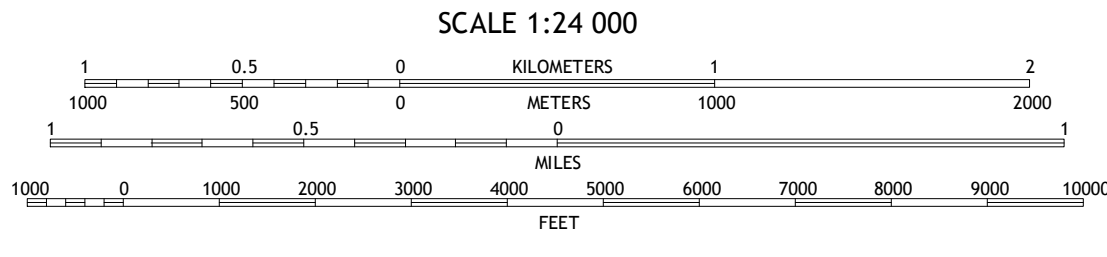 SCALE 1:24 000
1 0.5 0 KILOMETERS 1 2
1000 500 0 METERS 1000 2000
1 0.5 0 1
MILES
1000 0 1000 2000 3000 4000 5000 6000 7000 8000 9000 10000
FEET